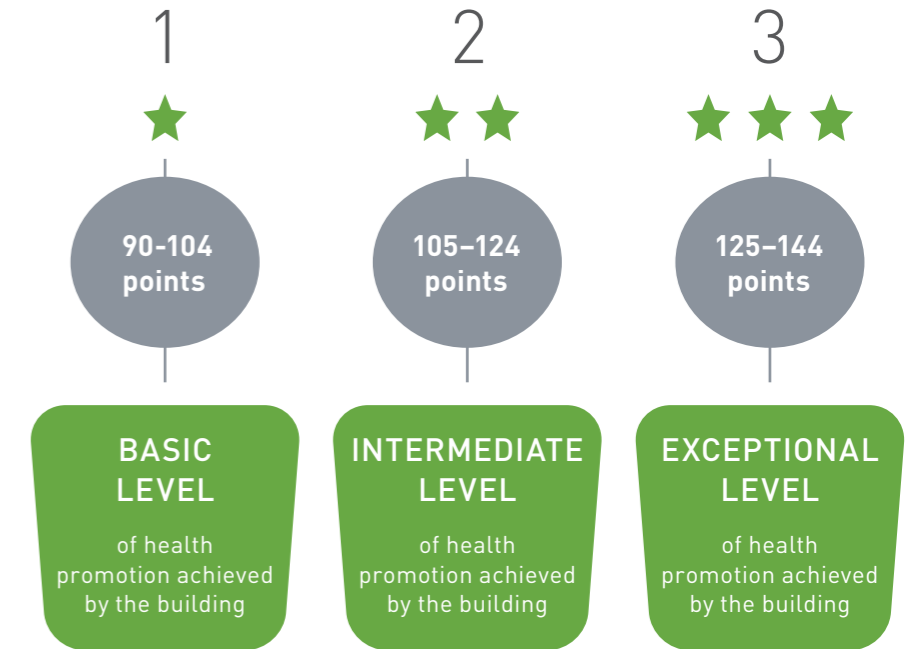 1
2
3
90-104
points
105–124
points
125–144
points
BASIC
LEVEL
of health
promotion achieved
by the building
INTERMEDIATE
LEVEL
of health
promotion achieved
by the building
EXCEPTIONAL
LEVEL
of health
promotion achieved
by the building